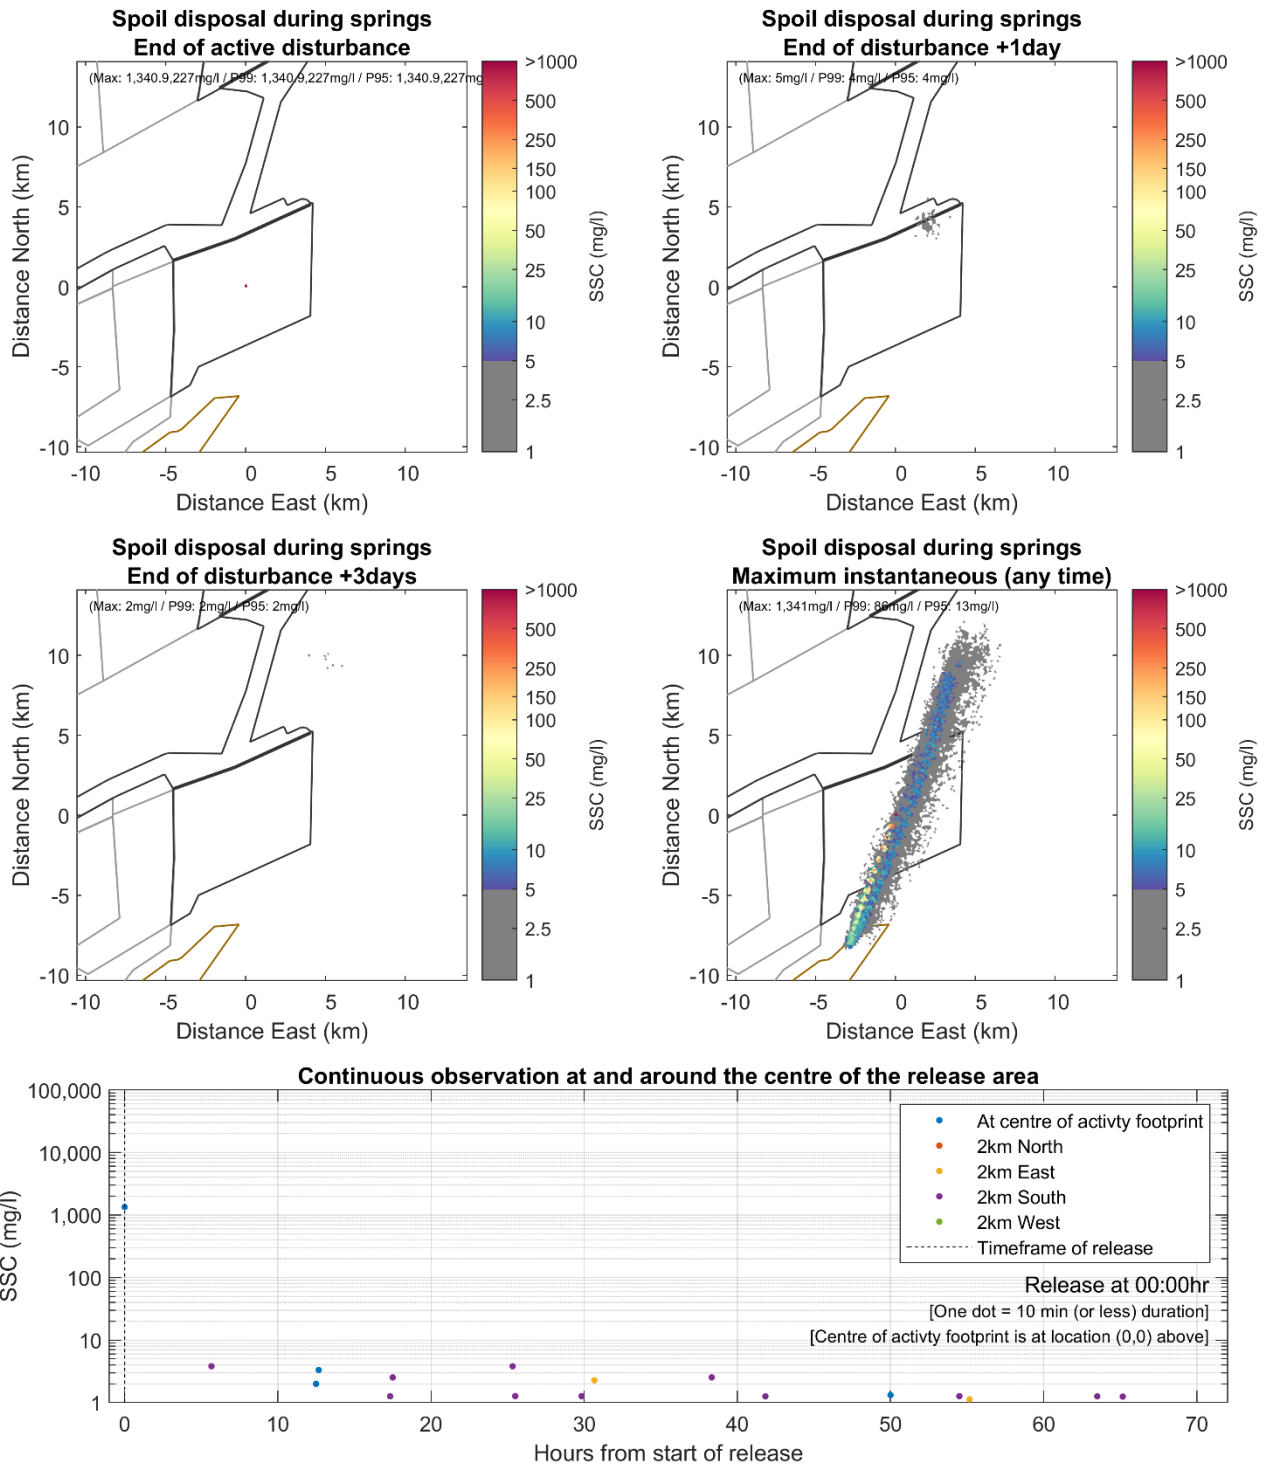 Spoil disposal during springs
End of active disturbance
(Max: 1,340.9,227mg/l / P99: 1,340.9,227mg/l / P95: 1,340.9,227mg
Distance North (km)
10
5
0
-5
-10
-10
-5
0
5
10
Distance East (km)
>1000
500
250
150
100
50
25
10
5
2.5
1
SSC (mg/l)
Spoil disposal during springs
End of disturbance +1day
(Max: 5mg/l / P99: 4mg/l / P95: 4mg/l)
Distance North (km)
10
5
0
-5
-10
-10
-5
0
5
10
Distance East (km)
>1000
500
250
150
100
50
25
10
5
2.5
1
SSC (mg/l)
Spoil disposal during springs
End of disturbance +3days
(Max: 2mg/l / P99: 2mg/l / P95: 2mg/l)
Distance North (km)
10
5
0
-5
-10
-10
-5
0
5
10
Distance East (km)
>1000
500
250
150
100
50
25
10
5
2.5
1
SSC (mg/l)
Spoil disposal during springs
Maximum instantaneous (any time)
(Max: 1,341mg/l / P99: 86mg/l / P95: 13mg/l)
Distance North (km)
10
5
0
-5
-10
-10
-5
0
5
10
Distance East (km)
>1000
500
250
150
100
50
25
10
5
2.5
1
SSC (mg/l)
Continuous observation at and around the centre of the release area
SSC (mg/l)
100,000
10,000
1,000
100
10
1
At centre of activty footprint
2km North
2km East
2km South
2km West
Timeframe of release
Release at 00:00hr
[One dot = 10 min (or less) duration]
[Centre of activty footprint is at location (0,0) above]
0
10
20
30
40
50
60
70
Hours from start of release